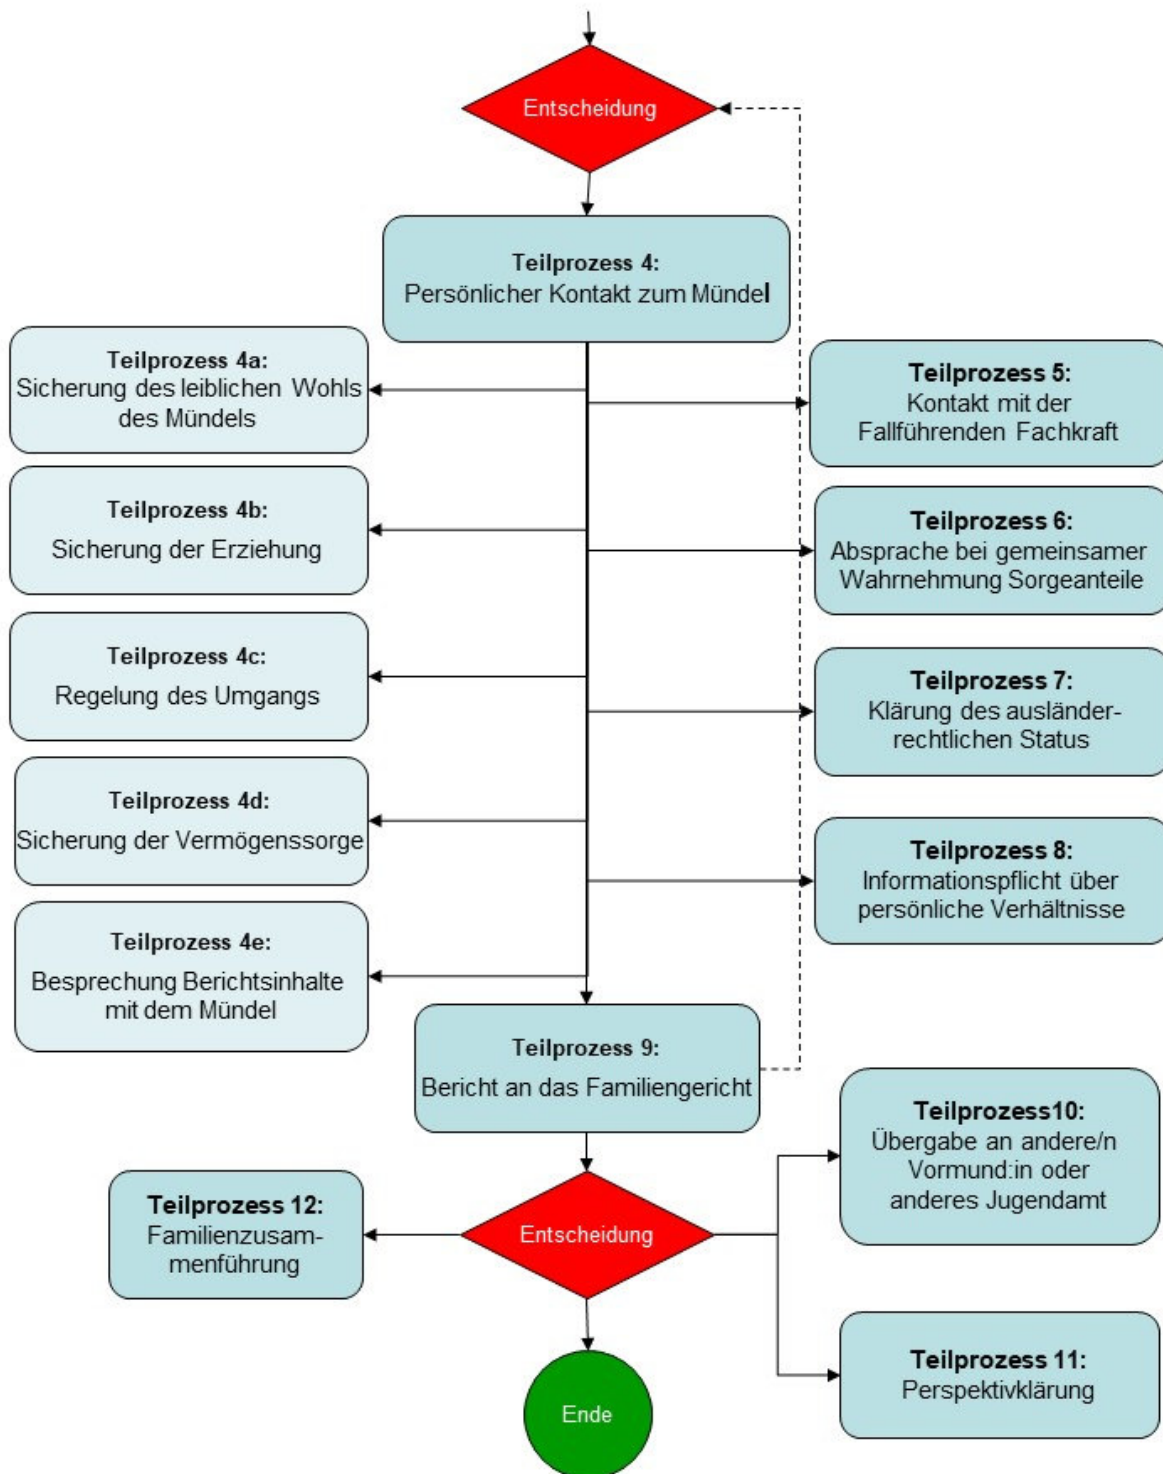 Entscheidung
Teilprozess 4:
Persönlicher Kontakt zum Mündel
Teilprozess 4a:
Sicherung des leiblichen Wohls
des Mündels
Teilprozess 5:
Kontakt mit der
Fallführenden Fachkraft
Teilprozess 4b:
Sicherung der Erziehung
Teilprozess 6:
Absprache bei gemeinsamer
Wahrnehmung Sorgeanteile
Teilprozess 4c:
Regelung des Umgangs
Teilprozess 7:
Klärung des ausländer-
rechtlichen Status
Teilprozess 4d:
Sicherung der Vermögenssorge
Teilprozess 8:
Informationspflicht über
persönliche Verhältnisse
Teilprozess 4e:
Besprechung Berichtsinhalte
mit dem Mündel
Teilprozess 9:
Bericht an das Familiengericht
Teilprozess10:
Übergabe an andere/n
Vormund:in oder
anderes Jugendamt
Teilprozess 12:
Familienzusam-
menführung
Entscheidung
Teilprozess 11:
Perspektivklärung
Ende